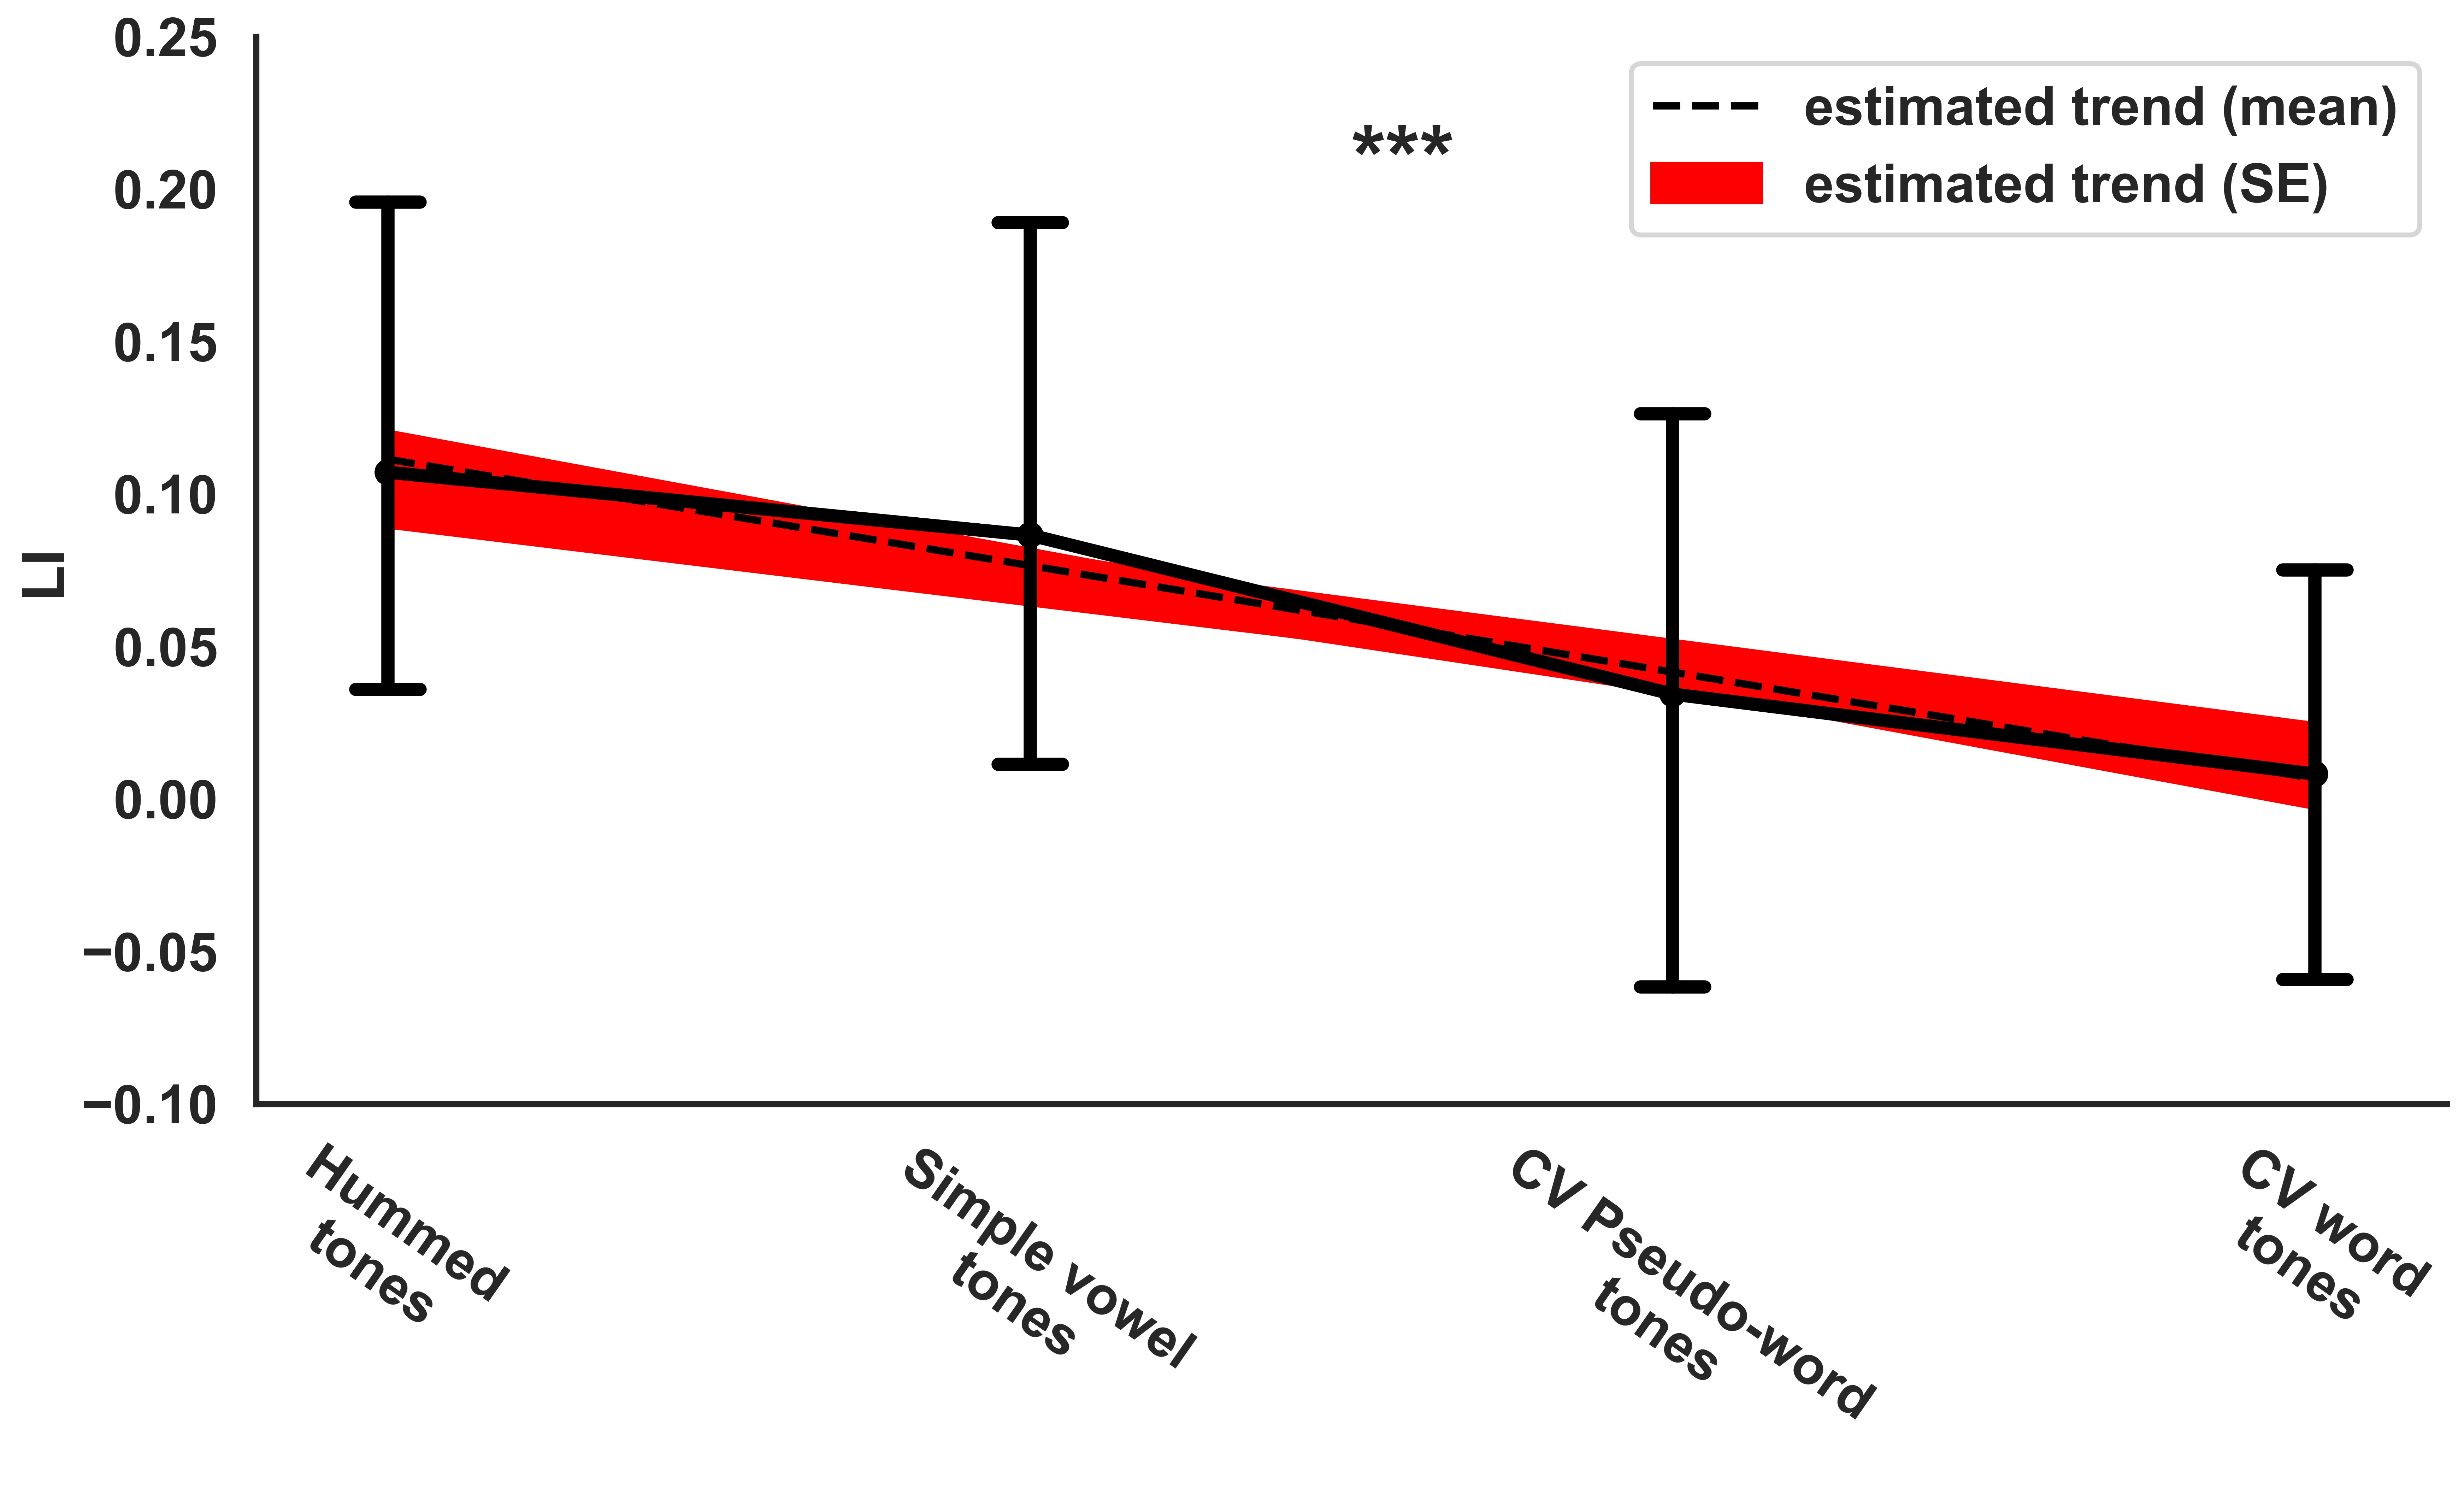 0.25
0.20
0.15
0.10
0.05
0.00
−0.05
−0.10
LI
***
estimated trend (mean)
estimated trend (SE)
Hummed
tones
Simple vowel
tones
CV Pseudo-word
tones
CV word
tones